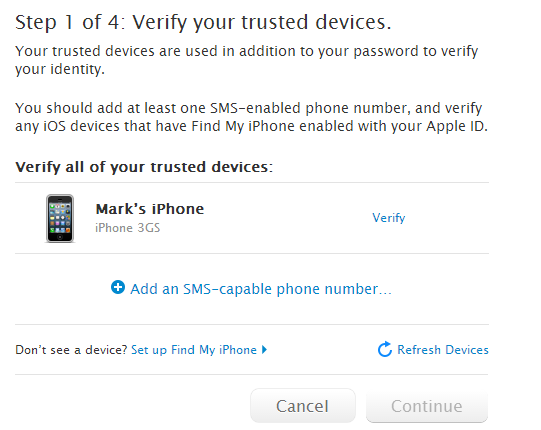 Step 1 of 4: Verify your trusted devices.
Your trusted devices are used in addition to your password to verify
your identity.
You should add at least one SMS-enabled phone number, and verify
any iOS devices that have Find My iPhone enabled with your Apple ID.
Verify all of your trusted devices:
Mark's iPhone
iPhone 3GS
Verify
Add an SMS-capable phone number...
Don't see a device? Set up Find My iPhone
Refresh Devices
Cancel
Continue